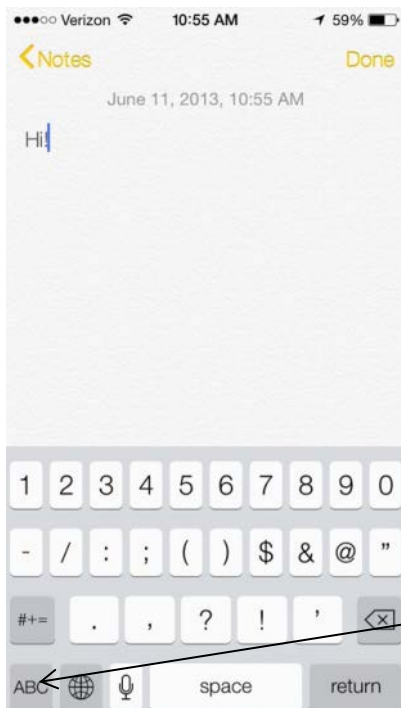 Verizon 10:55 AM 59%
Notes Done
June 11, 2013, 10:55 AM
Hi!
1 2 3 4 5 6 7 8 9 0
- / : ; ( ) $ & @ "
#+= . , ? ! '
ABC space return